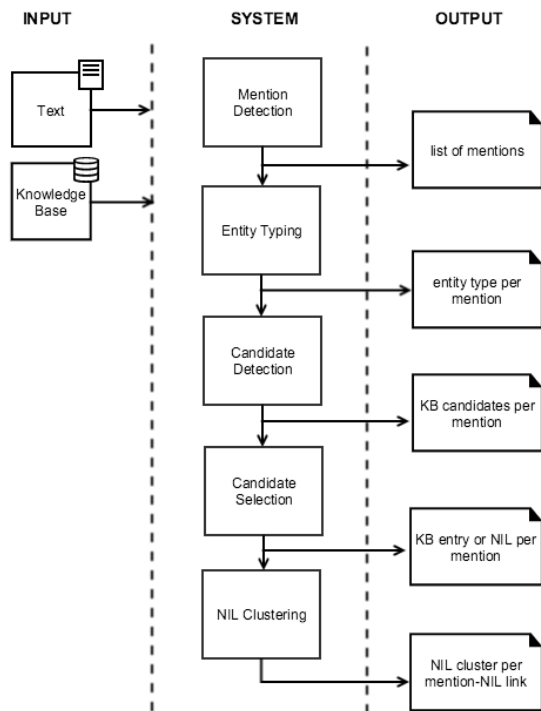 INPUT
SYSTEM
OUTPUT
Text
Knowledge
Base
Mention
Detection
list of mentions
Entity Typing
entity type per
mention
Candidate
Detection
KB candidates per
mention
Candidate
Selection
KB entry or NIL per
mention
NIL Clustering
NIL cluster per
mention-NIL link